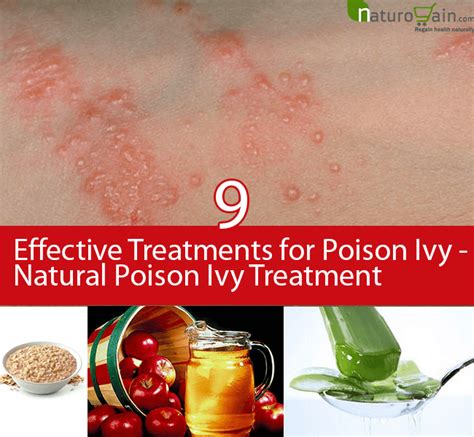 naturogain.com
Regain health naturally
9
Effective Treatments for Poison Ivy -
Natural Poison Ivy Treatment